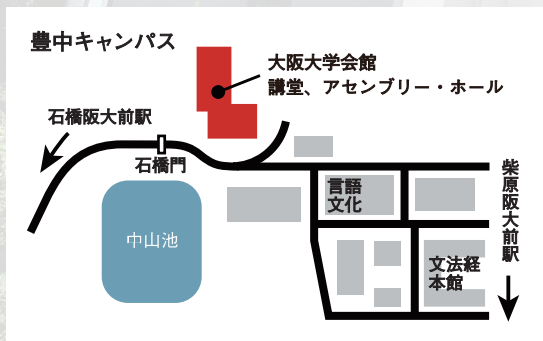 豊中キャンパス
大阪大学会館
講堂、アセンブリー・ホール
石橋阪大前駅
石橋門
中山池
言語
文化
柴原阪大前駅
文法経
本館